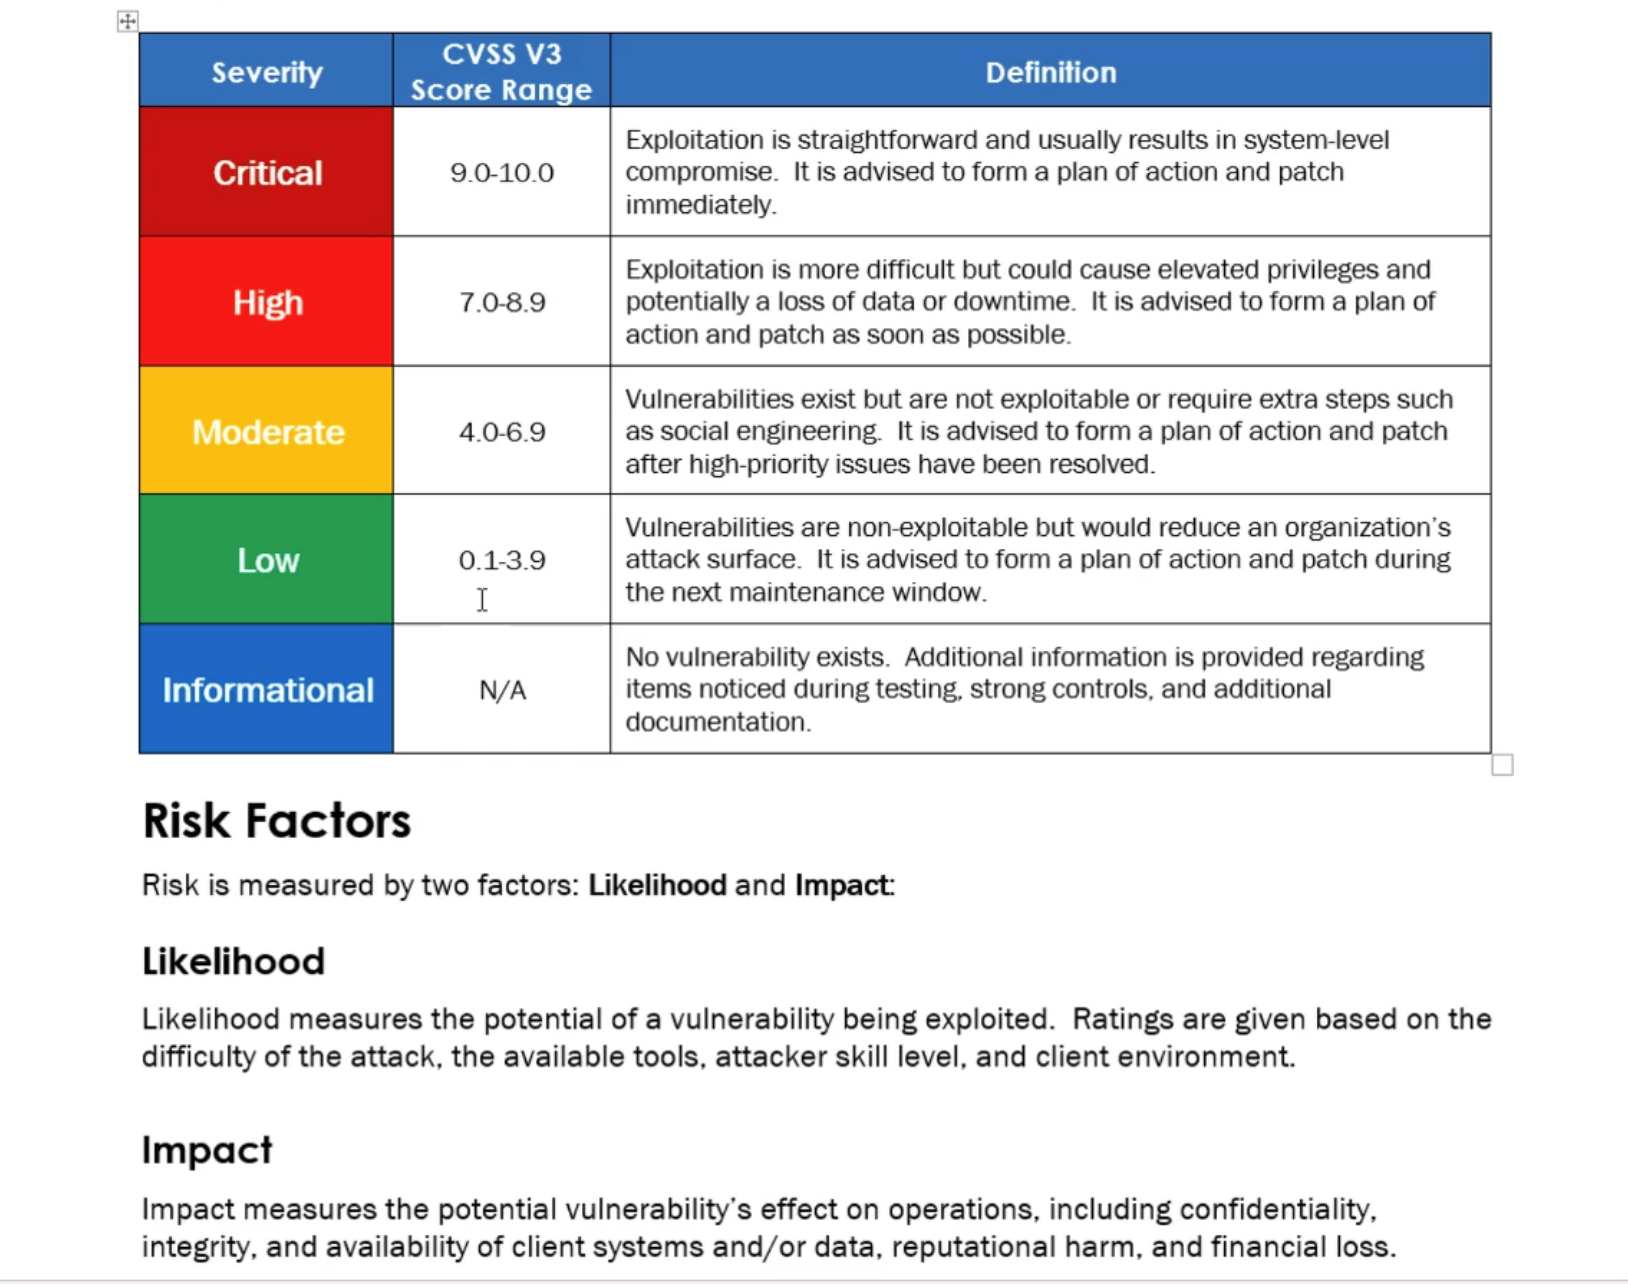 Severity
CVSS V3
Score Range
Definition
Critical
9.0-10.0
Exploitation is straightforward and usually results in system-level
compromise.  It is advised to form a plan of action and patch
immediately.
High
7.0-8.9
Exploitation is more difficult but could cause elevated privileges and
potentially a loss of data or downtime.  It is advised to form a plan of
action and patch as soon as possible.
Moderate
4.0-6.9
Vulnerabilities exist but are not exploitable or require extra steps such
as social engineering.  It is advised to form a plan of action and patch
after high-priority issues have been resolved.
Low
0.1-3.9
Vulnerabilities are non-exploitable but would reduce an organization's
attack surface.  It is advised to form a plan of action and patch during
the next maintenance window.
Informational
N/A
No vulnerability exists.  Additional information is provided regarding
items noticed during testing, strong controls, and additional
documentation.
Risk Factors
Risk is measured by two factors: Likelihood and Impact:
Likelihood
Likelihood measures the potential of a vulnerability being exploited.  Ratings are given based on the
difficulty of the attack, the available tools, attacker skill level, and client environment.
Impact
Impact measures the potential vulnerability's effect on operations, including confidentiality,
integrity, and availability of client systems and/or data, reputational harm, and financial loss.